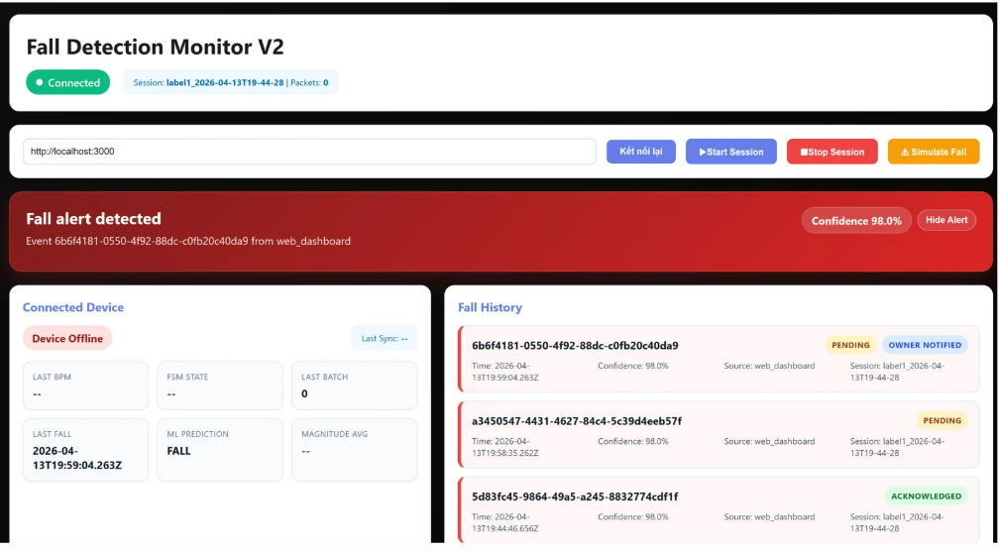 Fall Detection Monitor V2
Connected
Session: label1_2026-04-13T19-44-28 | Packets: 0
http://localhost:3000
Kết nối lại
▶Start Session
■Stop Session
⚠ Simulate Fall
Fall alert detected
Event 6b6f4181-0550-4f92-88dc-c0fb20c40da9 from web_dashboard
Confidence 98.0%
Hide Alert
Connected Device
Device Offline
Last Sync: --
LAST BPM
--
FSM STATE
--
LAST BATCH
0
LAST FALL
2026-04-
13T19:59:04.263Z
ML PREDICTION
FALL
MAGNITUDE AVG
--
Fall History
6b6f4181-0550-4f92-88dc-c0fb20c40da9
PENDING
OWNER NOTIFIED
Time: 2026-04-
13T19:59:04.263Z
Confidence: 98.0%
Source: web_dashboard
Session: label1_2026-04-
13T19-44-28
a3450547-4431-4627-84c4-5c39d4eeb57f
PENDING
Time: 2026-04-
13T19:58:35.262Z
Confidence: 98.0%
Source: web_dashboard
Session: label1_2026-04-
13T19-44-28
5d83fc45-9864-49a5-a245-8832774cdf1f
ACKNOWLEDGED
Time: 2026-04-
13T19:44:46.656Z
Confidence: 98.0%
Source: web_dashboard
Session: label1_2026-04-
13T19-44-28